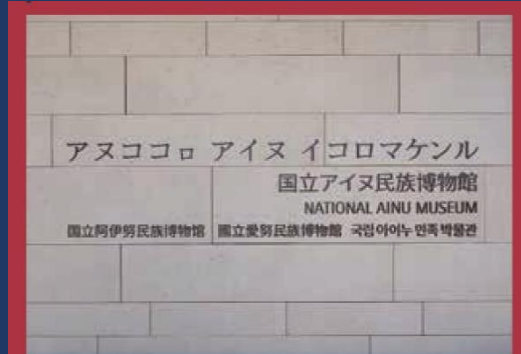 アヌココㇿ アイヌ イコロマケンル
国立アイヌ民族博物館
NATIONAL AINU MUSEUM
国立阿伊努民族博物馆 國立愛努民族博物館 국립아이누민족박물관